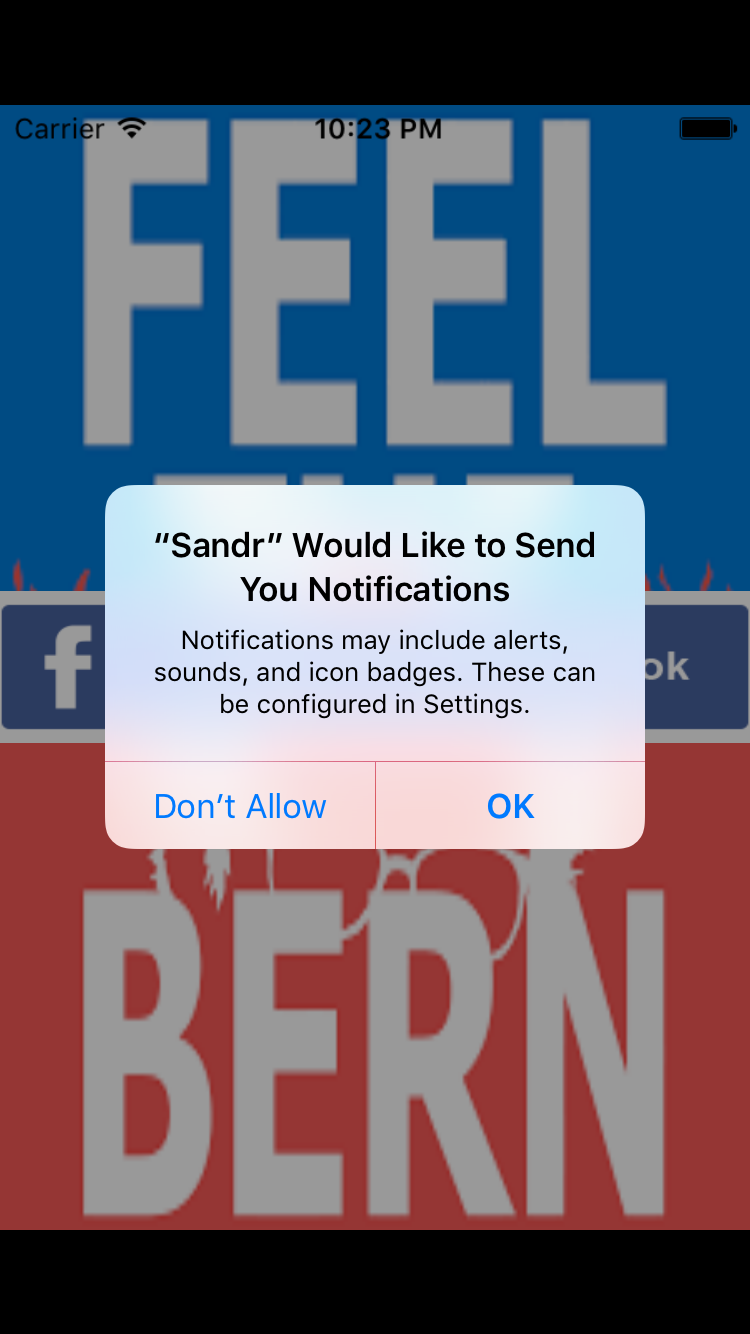 Carrier 10:23 PM
FEEL
“Sandr” Would Like to Send
You Notifications
Notifications may include alerts,
sounds, and icon badges. These can
be configured in Settings.
f ok
Don’t Allow OK
BERN